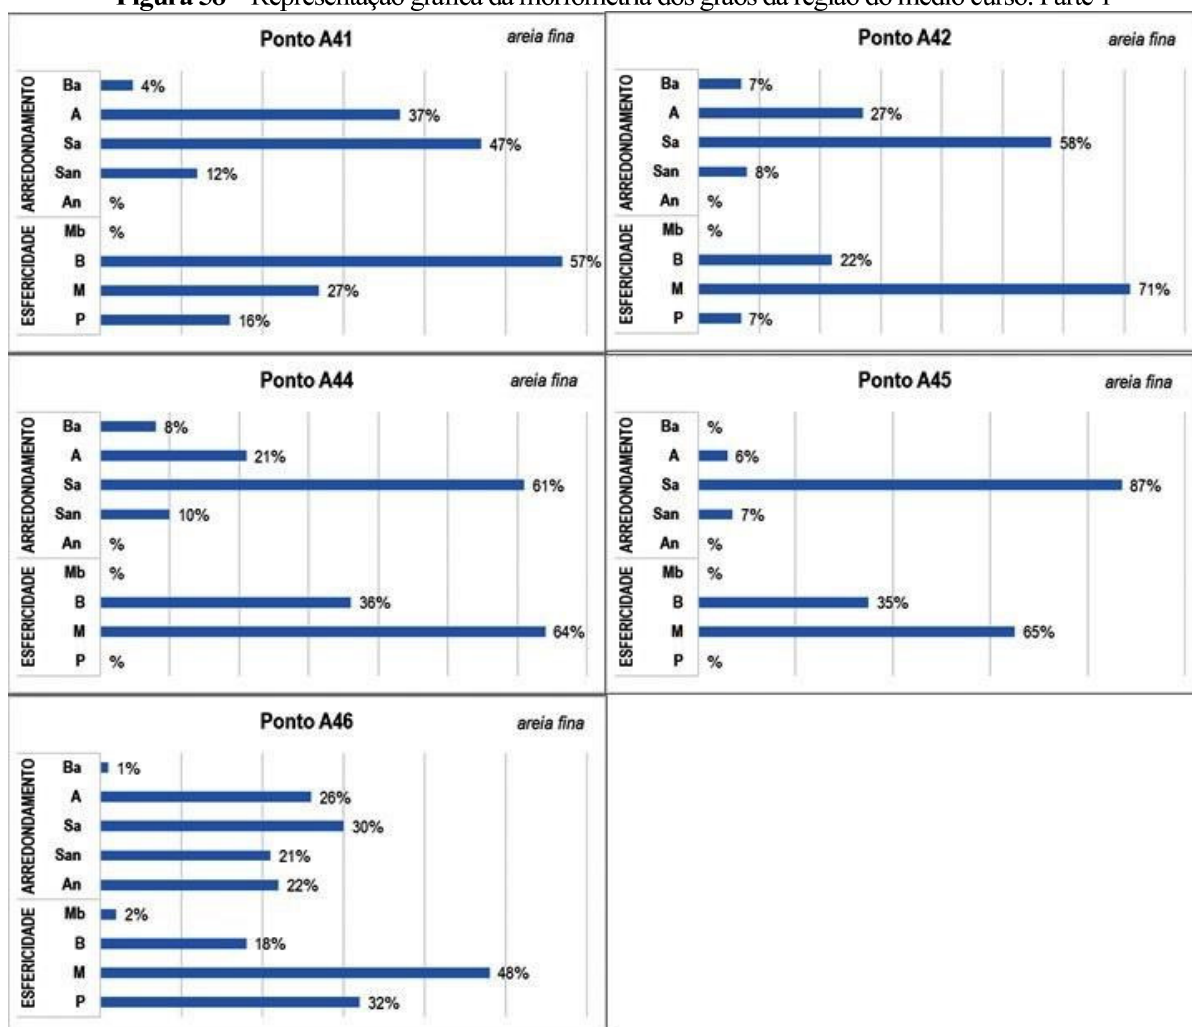 Figura 38 – Representação gráfica da morfometria dos grãos da região do médio curso. Parte 1
Ponto A41
areia fina
ARREDONDAMENTO
Ba 4%
A 37%
Sa 47%
San 12%
An %
ESFERICIDADE
Mb %
B 57%
M 27%
P 16%
Ponto A42
areia fina
ARREDONDAMENTO
Ba 7%
A 27%
Sa 58%
San 8%
An %
ESFERICIDADE
Mb %
B 22%
M 71%
P 7%
Ponto A44
areia fina
ARREDONDAMENTO
Ba 8%
A 21%
Sa 61%
San 10%
An %
ESFERICIDADE
Mb %
B 36%
M 64%
P %
Ponto A45
areia fina
ARREDONDAMENTO
Ba %
A 6%
Sa 87%
San 7%
An %
ESFERICIDADE
Mb %
B 35%
M 65%
P %
Ponto A46
areia fina
ARREDONDAMENTO
Ba 1%
A 26%
Sa 30%
San 21%
An 22%
ESFERICIDADE
Mb 2%
B 18%
M 48%
P 32%